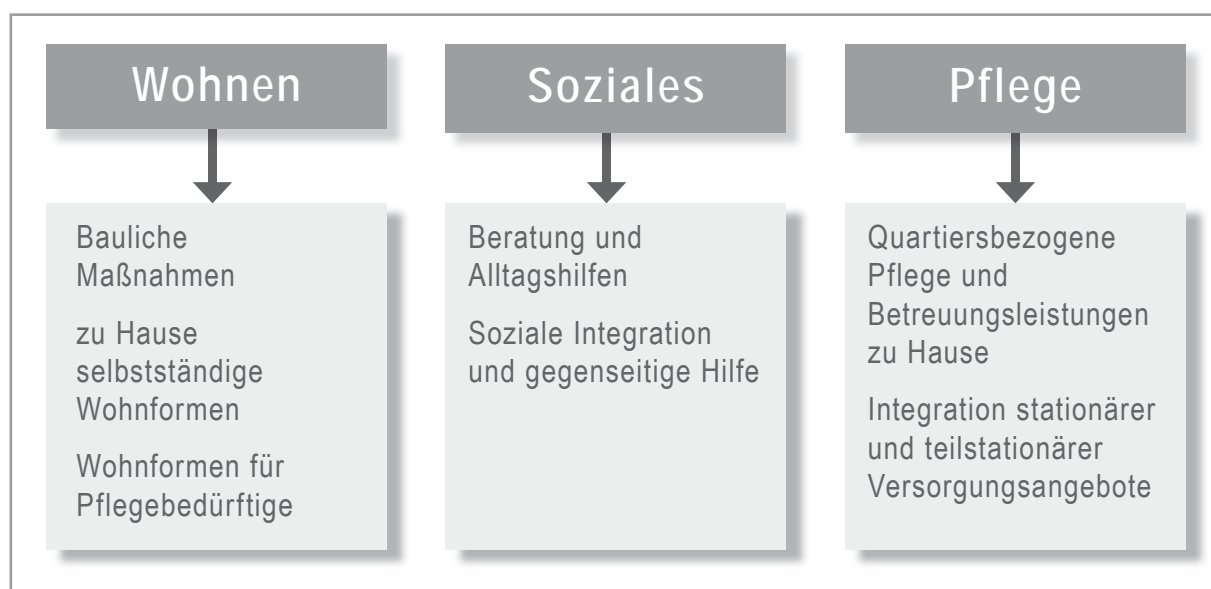 Wohnen
Bauliche
Maßnahmen
zu Hause
selbstständige
Wohnformen
Wohnformen für
Pflegebedürftige
Soziales
Beratung und
Alltagshilfen
Soziale Integration
und gegenseitige Hilfe
Pflege
Quartiersbezogene
Pflege und
Betreuungsleistungen
zu Hause
Integration stationärer
und teilstationärer
Versorgungsangebote